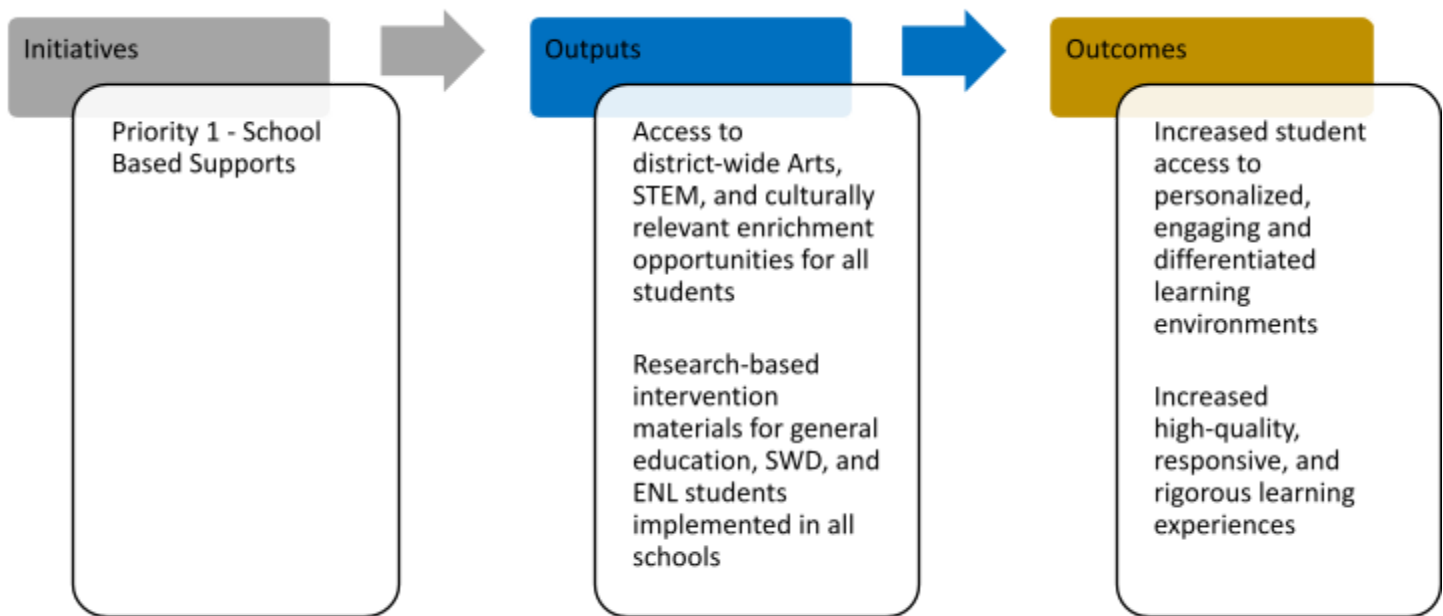 Initiatives
Priority 1 - School
Based Supports
Outputs
Access to
district-wide Arts,
STEM, and culturally
relevant enrichment
opportunities for all
students
Research-based
intervention
materials for general
education, SWD, and
ENL students
implemented in all
schools
Outcomes
Increased student
access to
personalized,
engaging and
differentiated
learning
environments
Increased
high-quality,
responsive, and
rigorous learning
experiences